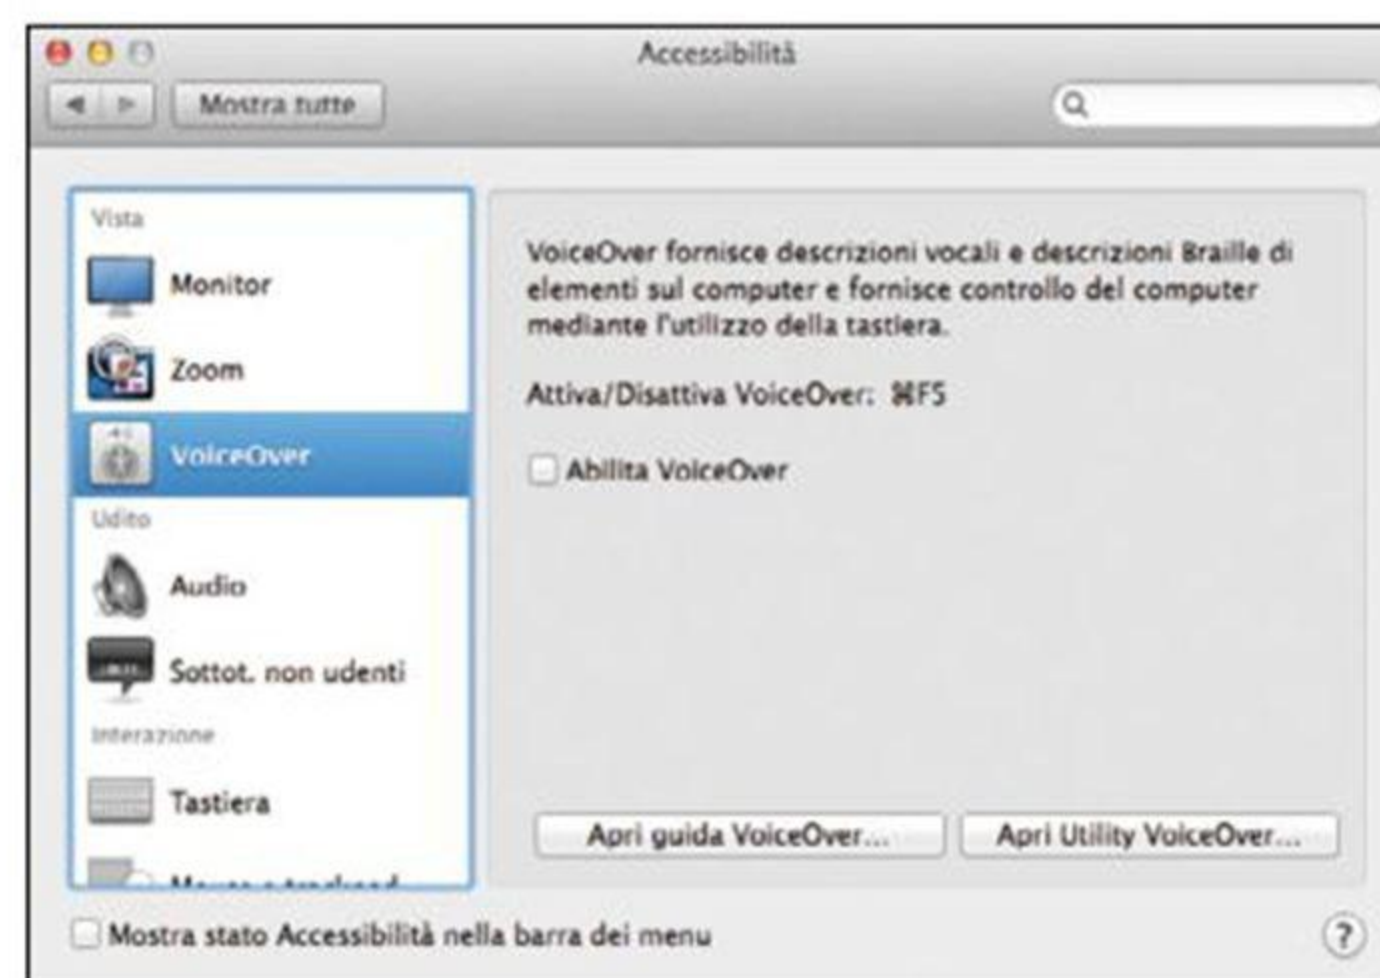 Accessibilità
Mostra tutte
Vista
Monitor
Zoom
VoiceOver
Udito
Audio
Sottot. non udenti
Interazione
Tastiera
Mouse e trackpad
VoiceOver fornisce descrizioni vocali e descrizioni Braille di
elementi sul computer e fornisce controllo del computer
mediante l'utilizzo della tastiera.
Attiva/Disattiva VoiceOver: ⌘F5
Abilita VoiceOver
Apri guida VoiceOver...
Apri Utility VoiceOver...
Mostra stato Accessibilità nella barra dei menu
?